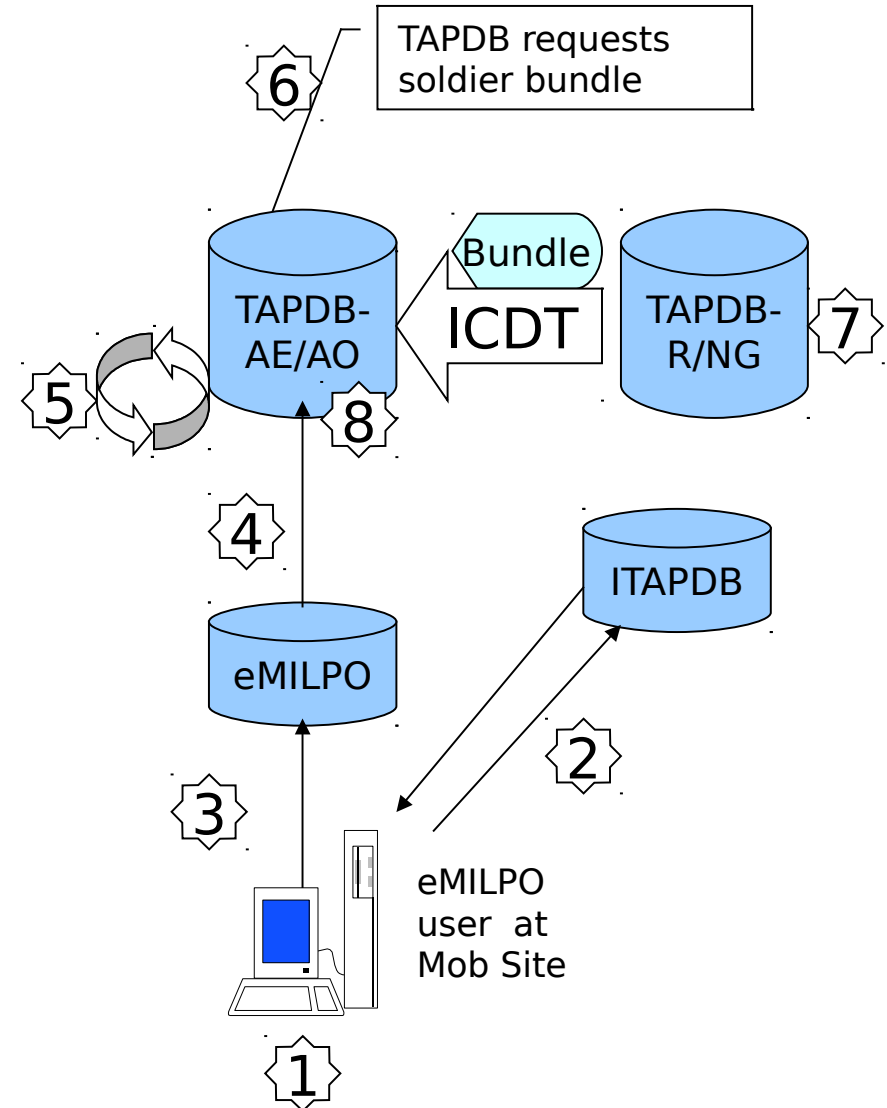 TAPDB requests
soldier bundle
6
Bundle
ICDT
TAPDB-
AE/AO
TAPDB-
R/NG
7
5
8
4
ITAPDB
eMILPO
2
3
eMILPO
user at
Mob Site
1